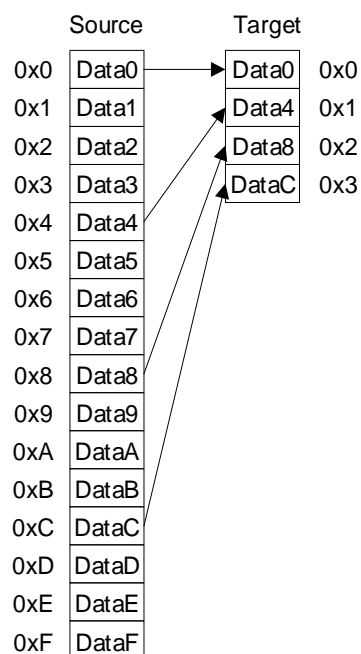 Source Target
0x0 Data0 Data0 0x0
0x1 Data1 Data4 0x1
0x2 Data2 Data8 0x2
0x3 Data3 DataC 0x3
0x4 Data4
0x5 Data5
0x6 Data6
0x7 Data7
0x8 Data8
0x9 Data9
0xA DataA
0xB DataB
0xC DataC
0xD DataD
0xE DataE
0xF DataF